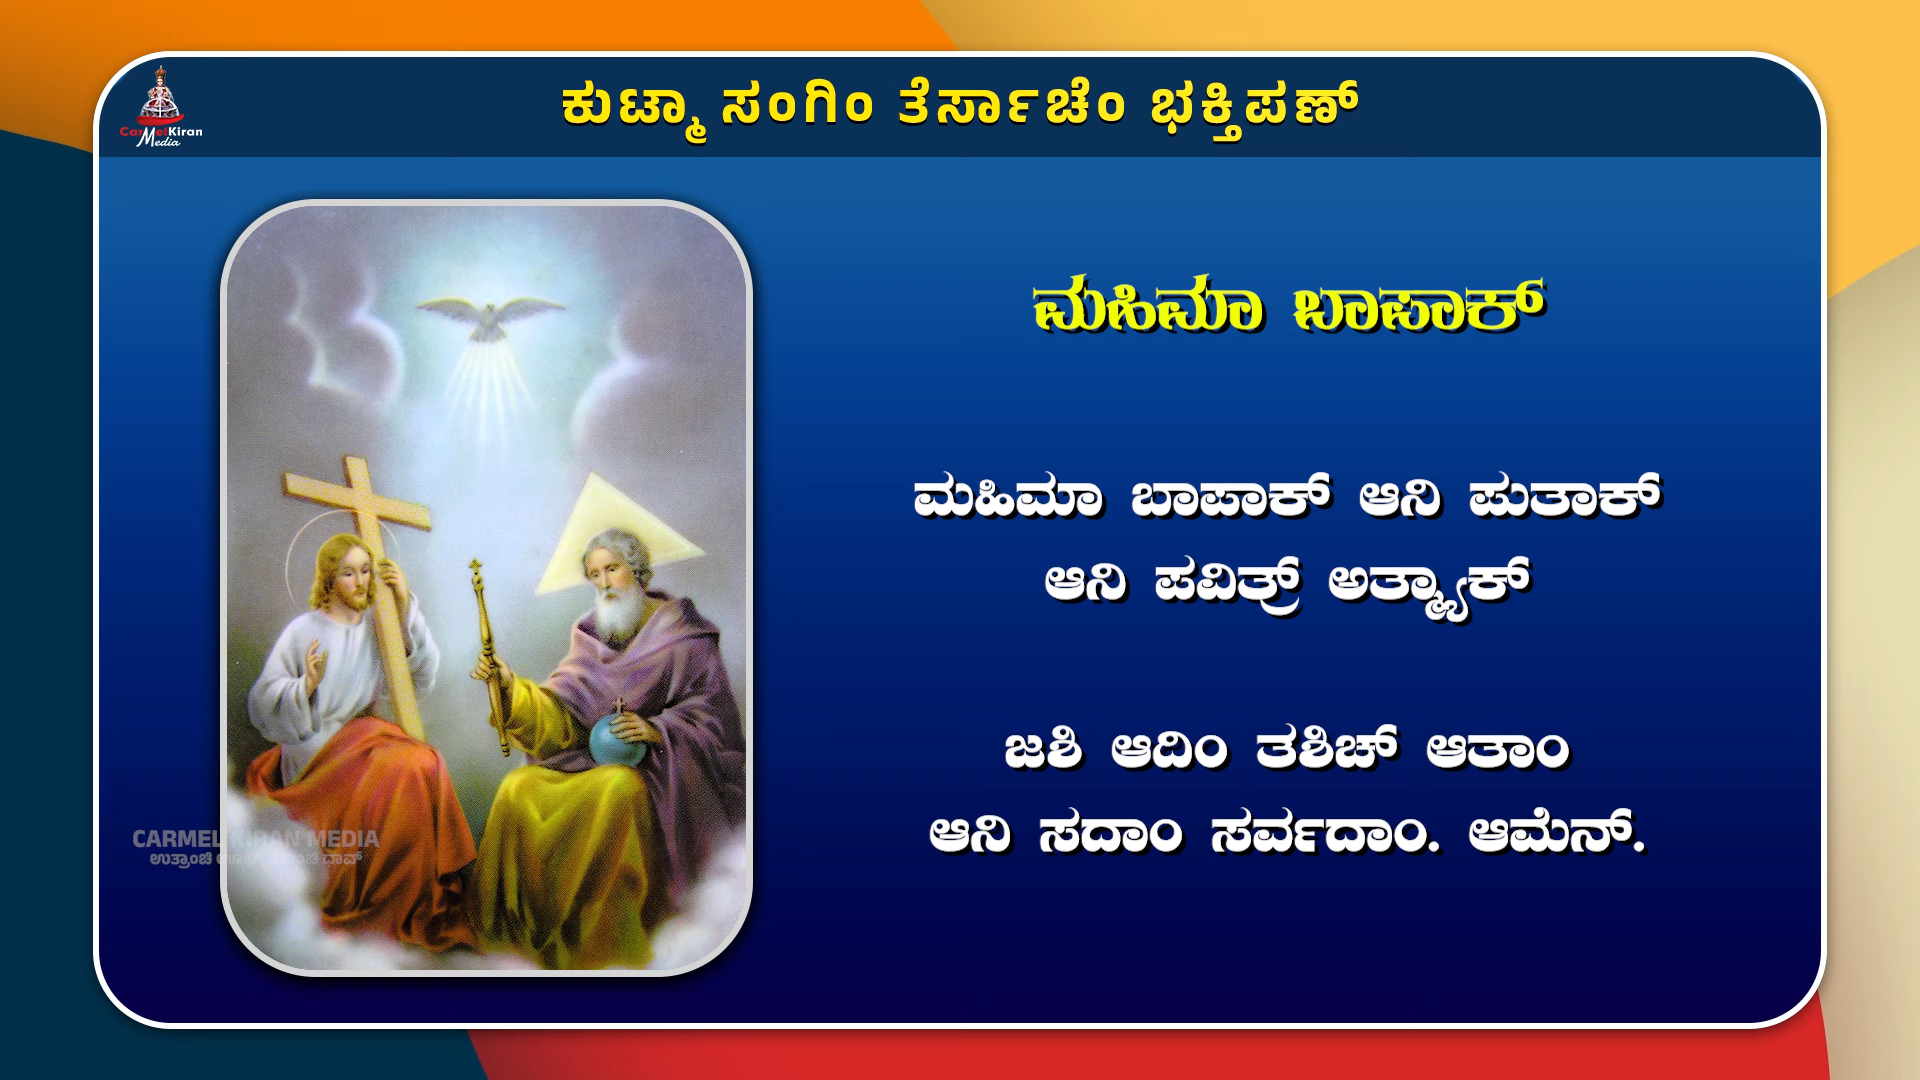 ಕುಟ್ಮಾ ಸಂಗಿಂ ತೆರ್ಸಾಚೆಂ ಭಕ್ತಿಪಣ್
CarmelKiran
Media
ಮಹಿಮಾ ಬಾಪಾಕ್
ಮಹಿಮಾ ಬಾಪಾಕ್ ಆನಿ ಪುತಾಕ್
ಆನಿ ಪವಿತ್ರ್ ಅತ್ಮ್ಯಾಕ್
ಜಶಿ ಆದಿಂ ತಶಿಚ್ ಆತಾಂ
ಆನಿ ಸದಾಂ ಸರ್ವದಾಂ. ಆಮೆನ್.
CARMEL KIRAN MEDIA
ಉತ್ರಾಂಚಿ